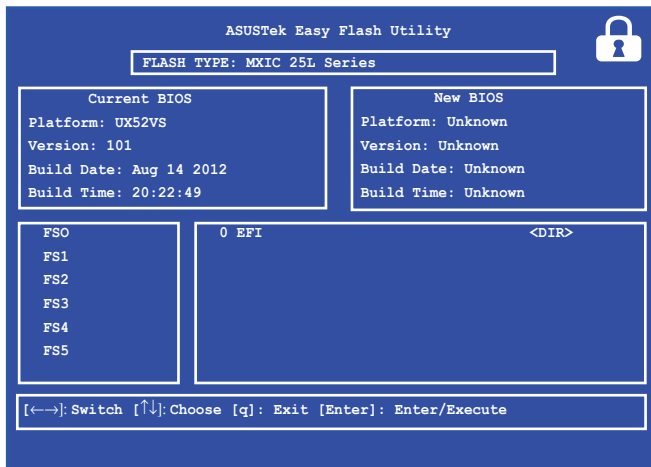 ASUSTek Easy Flash Utility
FLASH TYPE: MXIC 25L Series
Current BIOS
Platform: UX52VS
Version: 101
Build Date: Aug 14 2012
Build Time: 20:22:49
New BIOS
Platform: Unknown
Version: Unknown
Build Date: Unknown
Build Time: Unknown
FSO
FS1
FS2
FS3
FS4
FS5
0 EFI <DIR>
[←→]: Switch [↑↓]: Choose [q]: Exit [Enter]: Enter/Execute